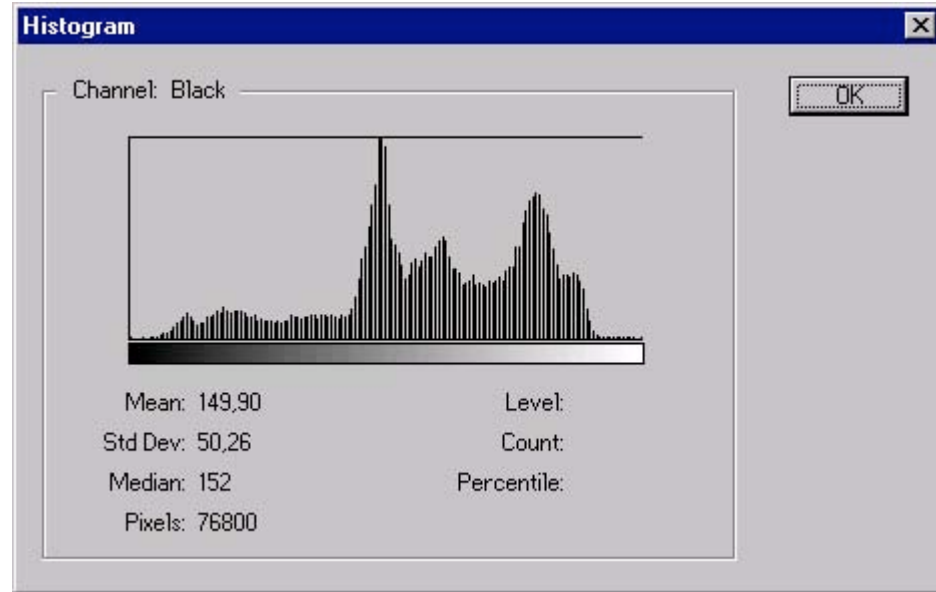 Histogram
Channel: Black
OK
Mean: 149,90
Std Dev: 50,26
Median: 152
Pixels: 76800
Level:
Count:
Percentile: